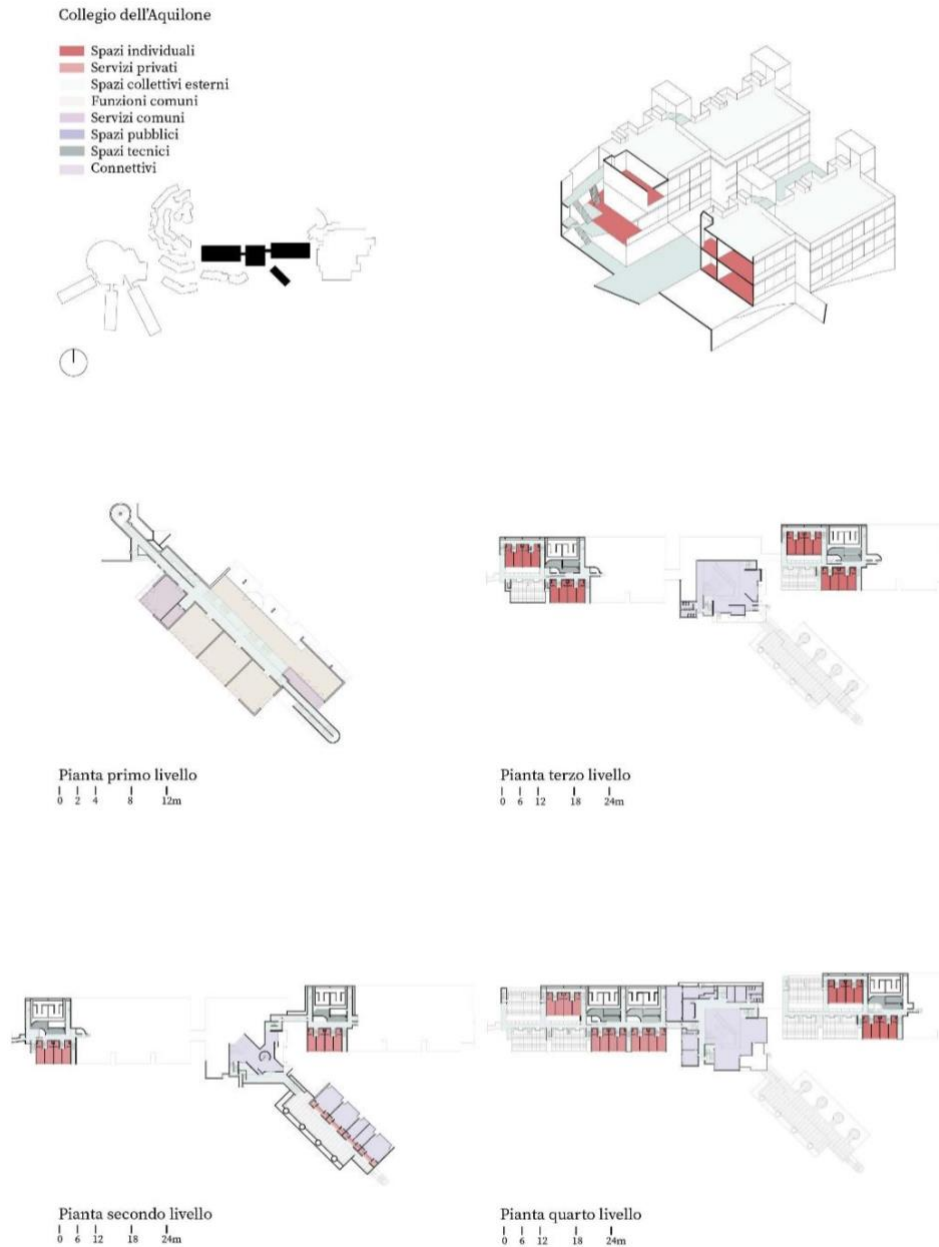 Collegio dell'Aquilone
Spazi individuali
Servizi privati
Spazi collettivi esterni
Funzioni comuni
Servizi comuni
Spazi pubblici
Spazi tecnici
Connettivi
Pianta primo livello
0 2 4 8 12m
Pianta terzo livello
0 6 12 18 24m
Pianta secondo livello
0 6 12 18 24m
Pianta quarto livello
0 6 12 18 24m